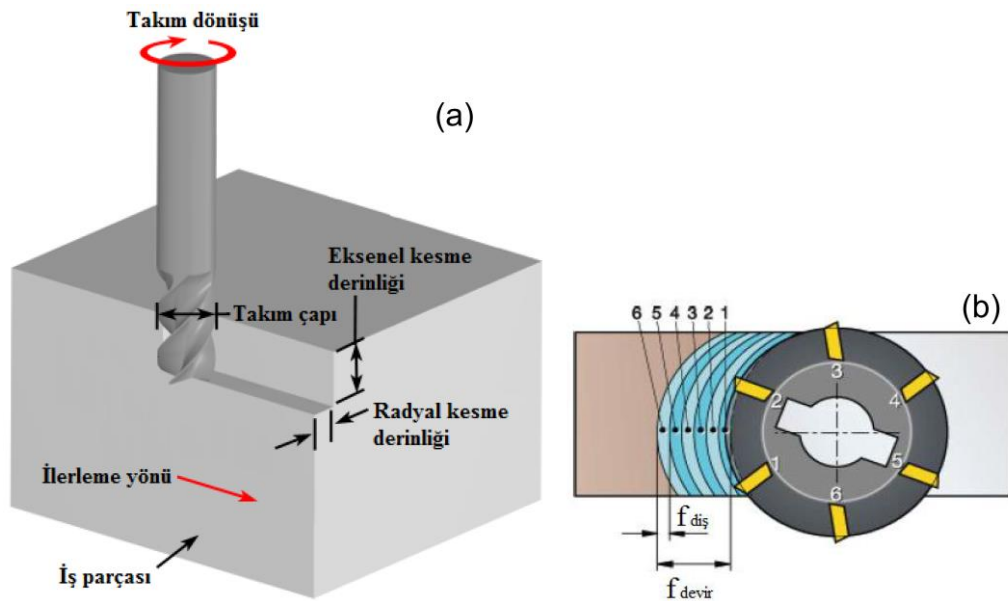 Takım dönüşü
(a)
Eksenel kesme
derinliği
Takım çapı
Radyal kesme
derinliği
İlerleme yönü
İş parçası
(b)
6 5 4 3 2 1
3
2
4
1
5
6
f diş
f devir